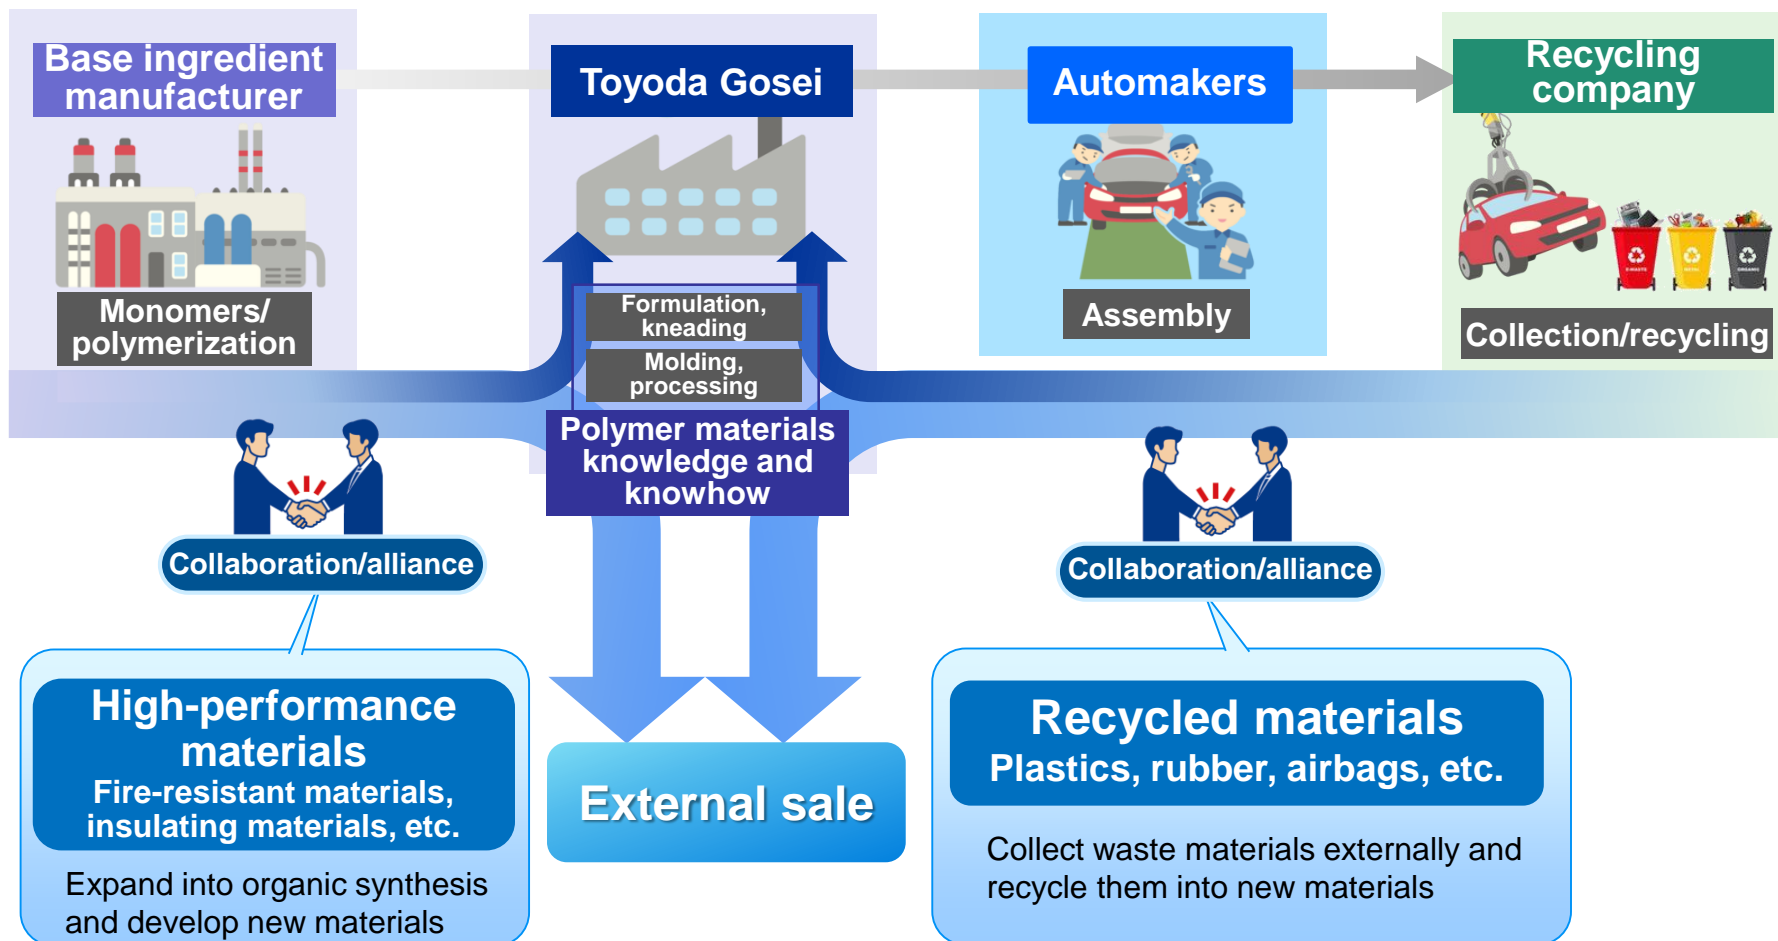 Base ingredient
manufacturer
Toyoda Gosei
Automakers
Recycling
company
Monomers/
polymerization
Formulation,
kneading
Molding,
processing
Polymer materials
knowledge and
knowhow
Assembly
E-WASTE
METAL
ORGANIC
Collection/recycling
Collaboration/alliance
Collaboration/alliance
High-performance
materials
Fire-resistant materials,
insulating materials, etc.
Expand into organic synthesis
and develop new materials
External sale
Recycled materials
Plastics, rubber, airbags, etc.
Collect waste materials externally and
recycle them into new materials